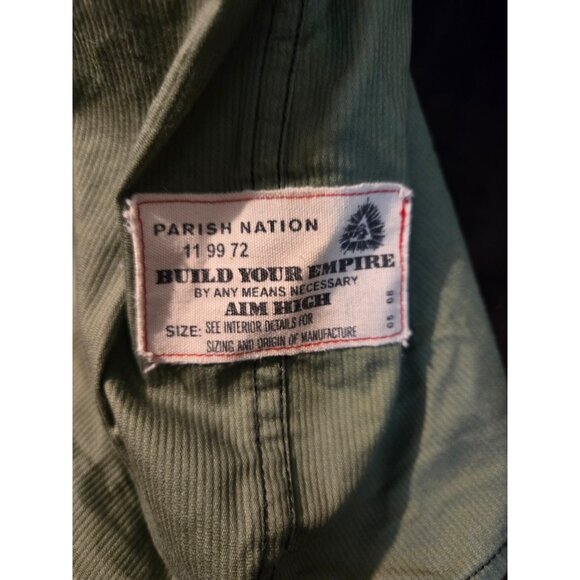 PARISH NATION
11 99 72
BUILD YOUR EMPIRE
BY ANY MEANS NECESSARY
AIM HIGH
SIZE: SEE INTERIOR DETAILS FOR
SIZING AND ORIGIN OF MANUFACTURE
05 08